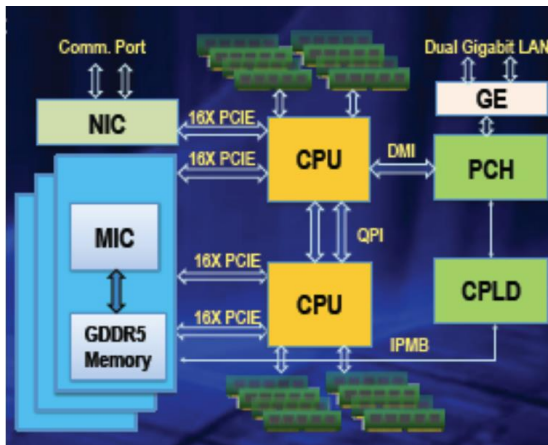 Comm. Port
Dual Gigabit LAN
GE
NIC
16X PCIE
CPU
DMI
PCH
16X PCIE
MIC
QPI
16X PCIE
CPU
CPLD
GDDR5
Memory
16X PCIE
IPMB